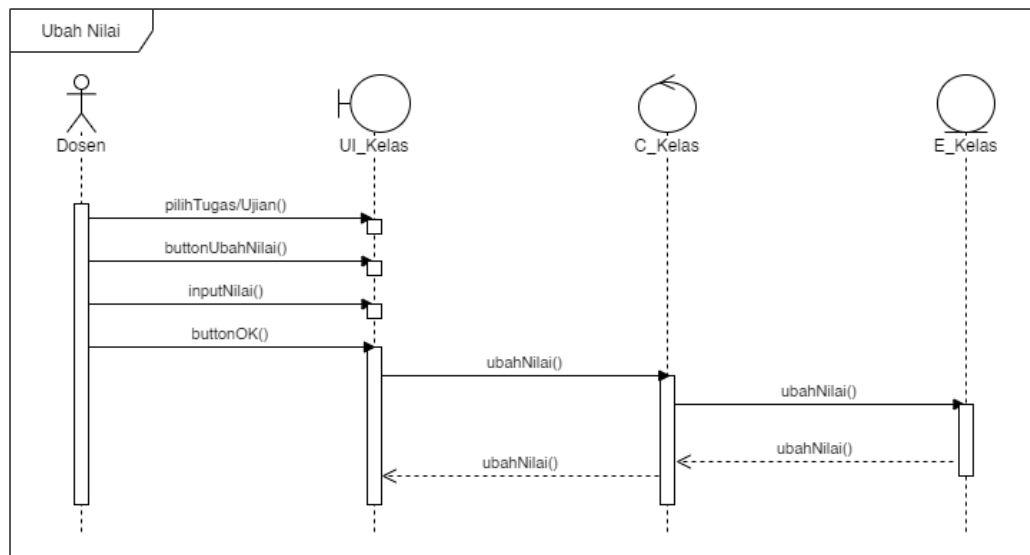 Ubah Nilai
Dosen
UI_Kelas
C_Kelas
E_Kelas
pilihTugas/Ujian()
buttonUbahNilai()
inputNilai()
buttonOK()
ubahNilai()
ubahNilai()
ubahNilai()
ubahNilai()